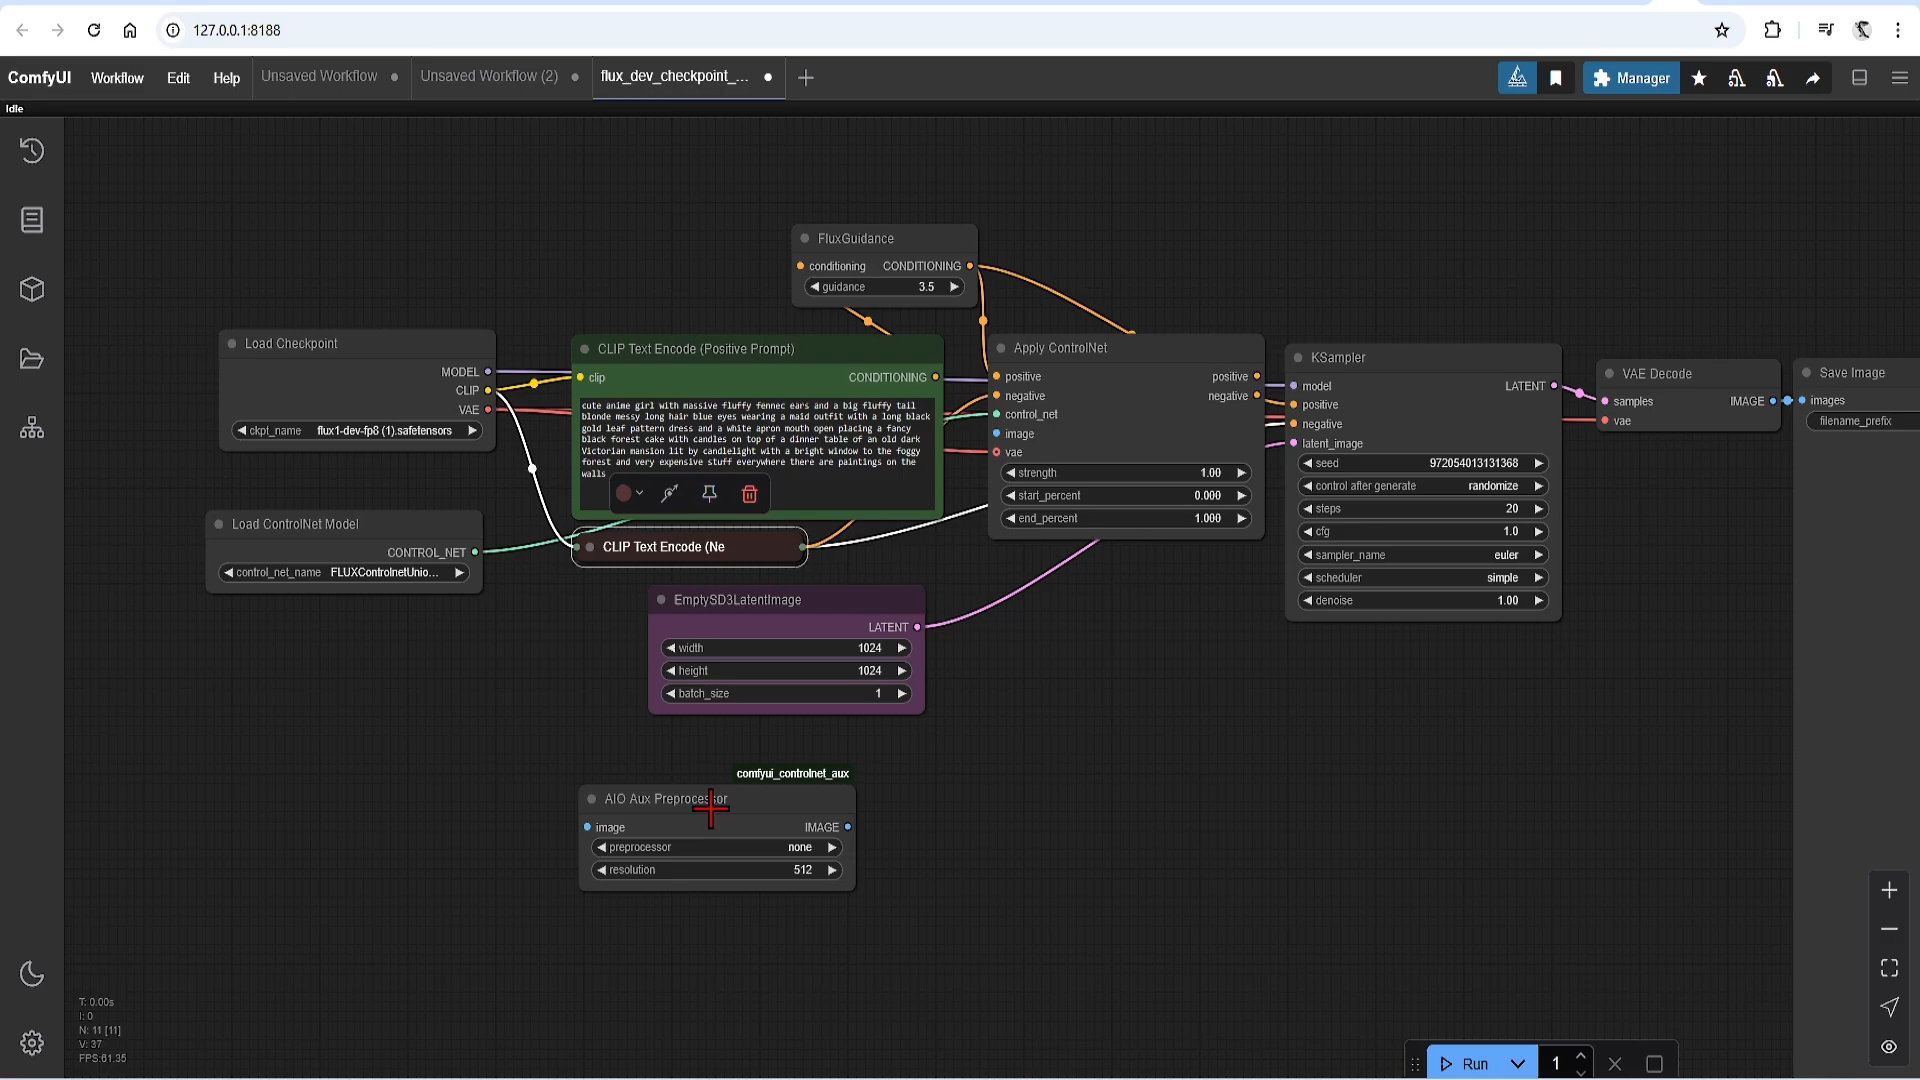 127.0.0.1:8188
ComfyUI
Workflow
Edit
Help
Unsaved Workflow
Unsaved Workflow (2)
flux_dev_checkpoint_...
Manager
Idle
FluxGuidance
conditioning CONDITIONING
guidance 3.5
Load Checkpoint
MODEL
CLIP
VAE
ckpt_name flux1-dev-fp8 (1).safetensors
CLIP Text Encode (Positive Prompt)
clip CONDITIONING
cute anime girl with massive fluffy fennec ears and a big fluffy tail
blonde messy long hair blue eyes wearing a maid outfit with a long black
gold leaf pattern dress and a white apron mouth open placing a fancy
black forest cake with candles on top of a dinner table of an old dark
Victorian mansion lit by candlelight with a bright window to the foggy
forest and very expensive stuff everywhere there are paintings on the
walls
Apply ControlNet
positive positive
negative negative
control_net
image
vae
strength 1.00
start_percent 0.000
end_percent 1.000
KSampler
model LATENT
positive
negative
latent_image
seed 972054013131368
control after generate randomize
steps 20
cfg 1.0
sampler_name euler
scheduler simple
denoise 1.00
VAE Decode
samples IMAGE
vae
Save Image
images
filename_prefix
Load ControlNet Model
CONTROL_NET
control_net_name FLUXControlnetUnio...
CLIP Text Encode (Ne
EmptySD3LatentImage
LATENT
width 1024
height 1024
batch_size 1
comfyui_controlnet_aux
AIO Aux Preprocessor
image IMAGE
preprocessor none
resolution 512
T: 0.00s
I: 0
N: 11 [11]
V: 37
FPS:61.35
Run
1